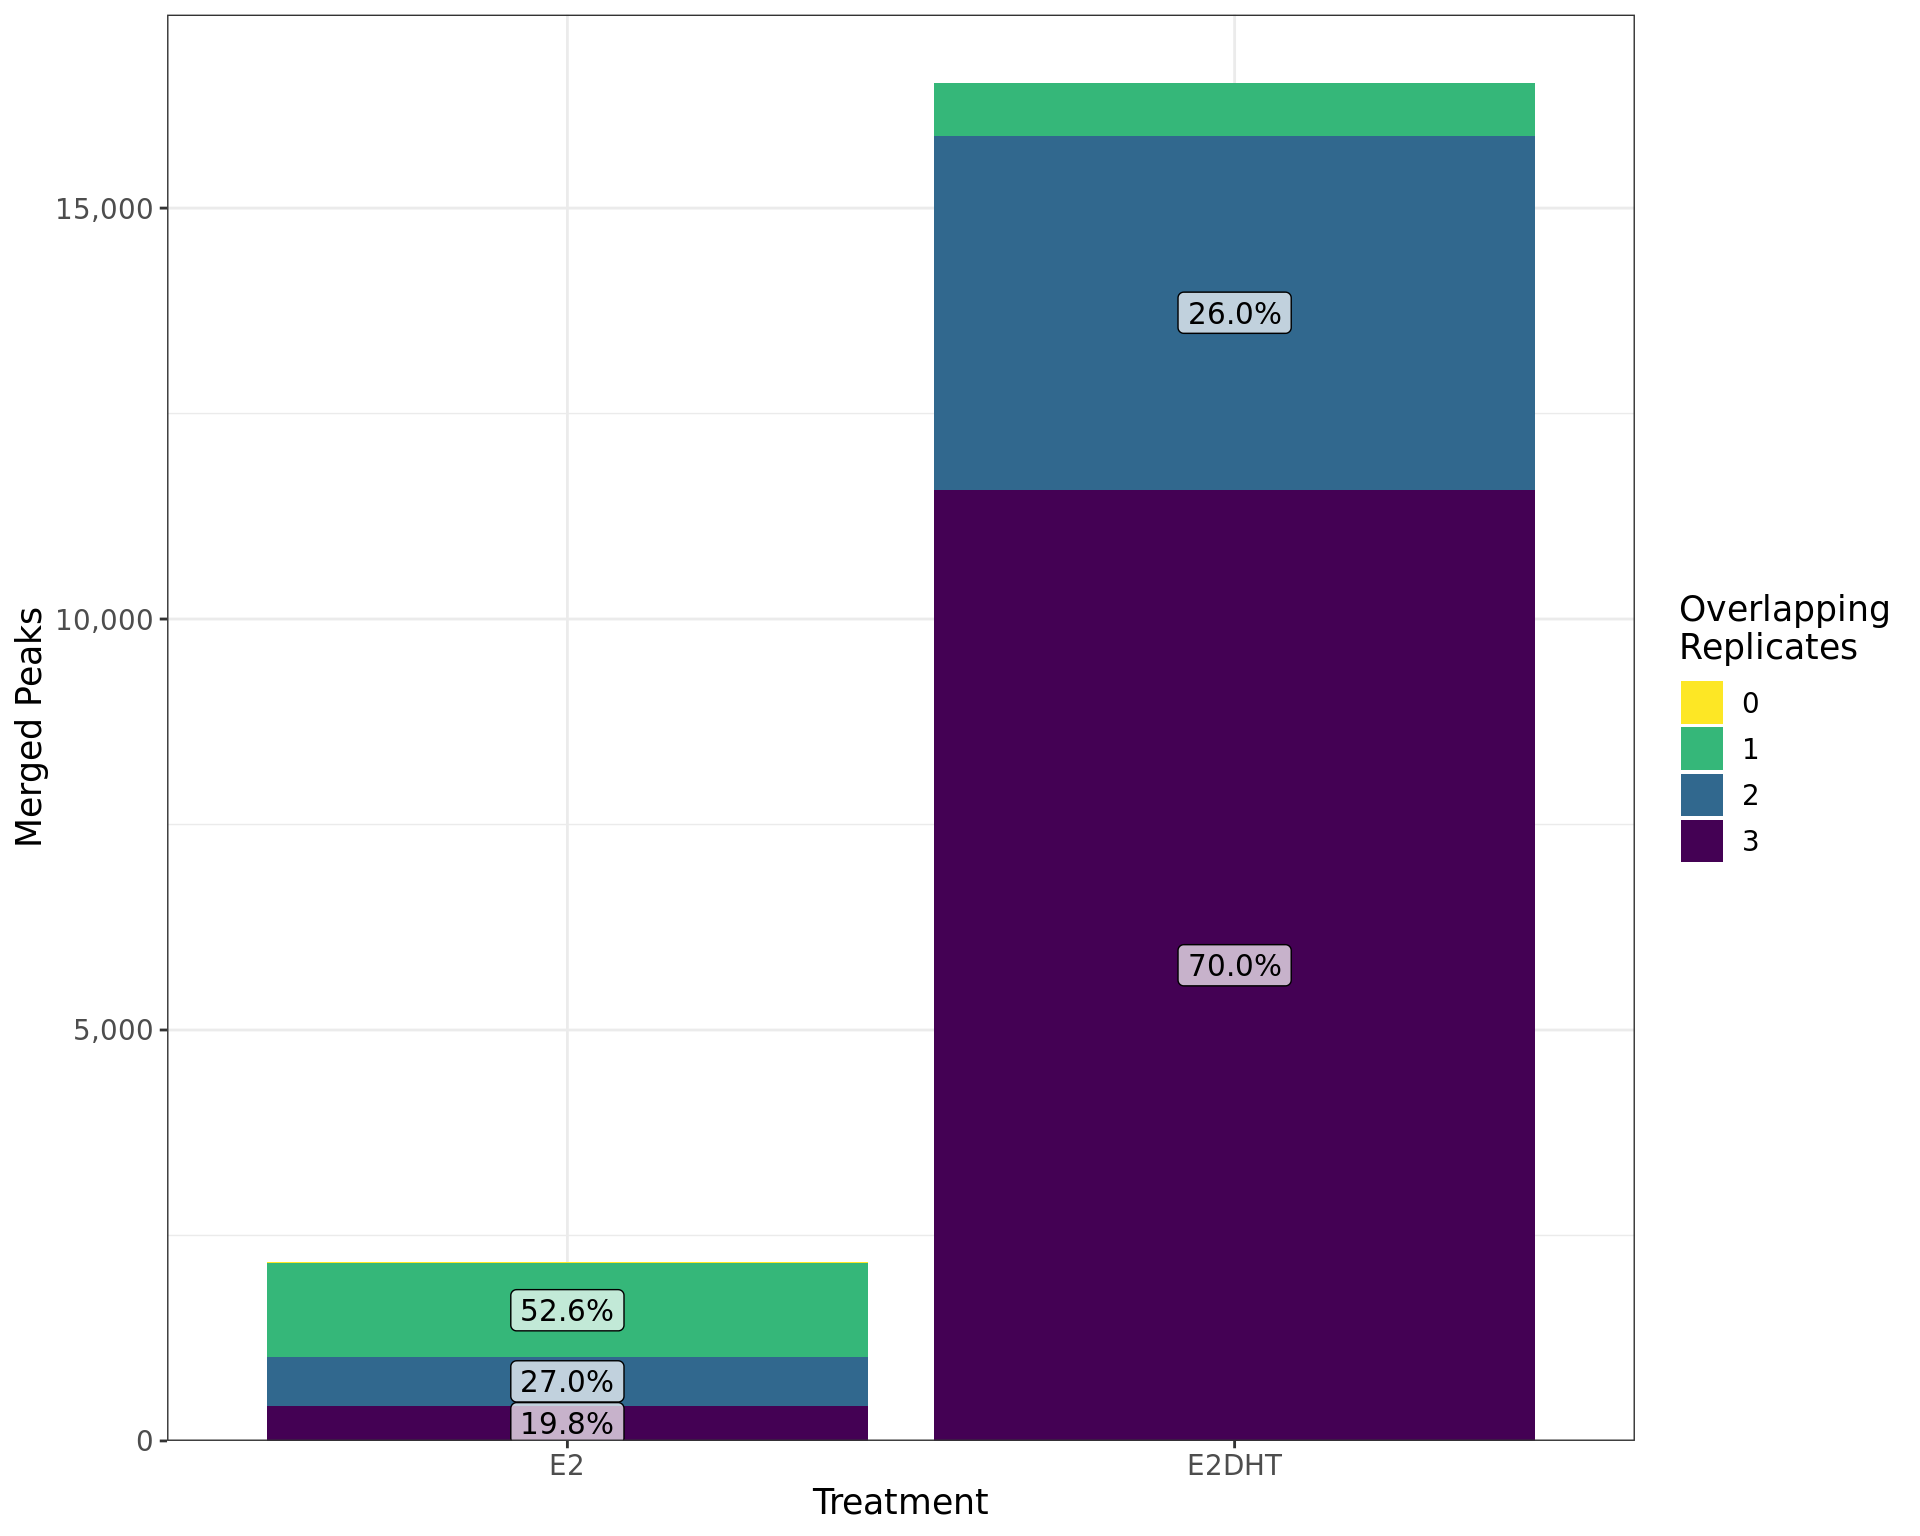 15,000
10,000
5,000
0
Merged Peaks
26.0%
70.0%
52.6%
27.0%
19.8%
E2
E2DHT
Treatment
Overlapping
Replicates
0
1
2
3